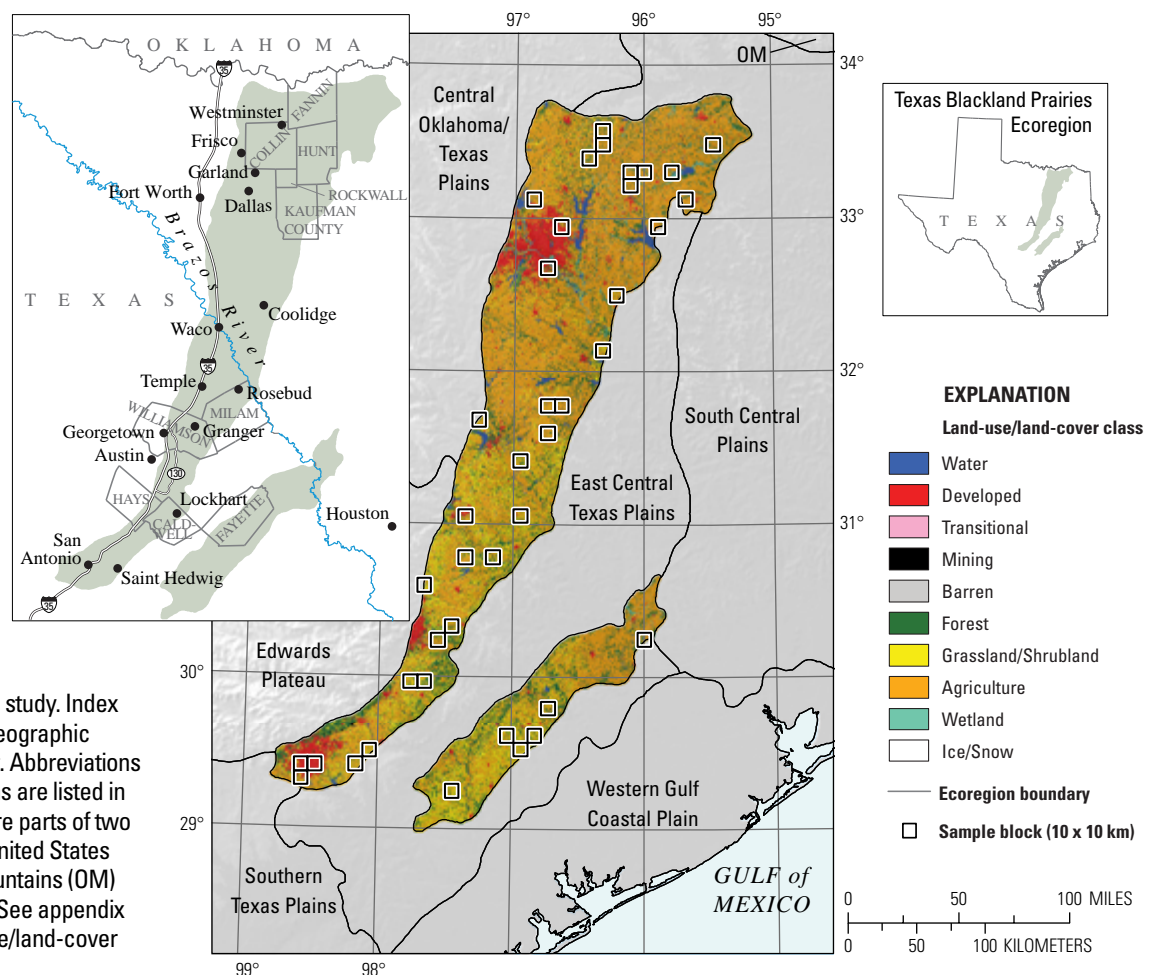 OKLAHOMA
35
Westminster
FANNIN
Frisco
COLLIN
HUNT
Garland
ROCKWALL
Fort Worth
Dallas
KAUFMAN
COUNTY
Brazos River
TEXAS
Coolidge
Waco
35
Temple
Rosebud
WILLIAMSON
MILAM
Georgetown
Granger
Austin
130
HAYS
Lockhart
CALD-
WELL
FAYETTE
Houston
San
Antonio
Saint Hedwig
35
97°
96°
95°
OM
34°
Central
Oklahoma/
Texas
Plains
33°
32°
South Central
Plains
East Central
Texas Plains
31°
Edwards
Plateau
30°
29°
Western Gulf
Coastal Plain
Southern
Texas Plains
GULF of
MEXICO
99°
98°
Texas Blackland Prairies
Ecoregion
TEXAS
EXPLANATION
Land-use/land-cover class
Water
Developed
Transitional
Mining
Barren
Forest
Grassland/Shrubland
Agriculture
Wetland
Ice/Snow
Ecoregion boundary
Sample block (10 x 10 km)
0 50 100 MILES
0 50 100 KILOMETERS
study. Index
eographic
. Abbreviations
s are listed in
re parts of two
nited States
untains (OM)
See appendix
e/land-cover